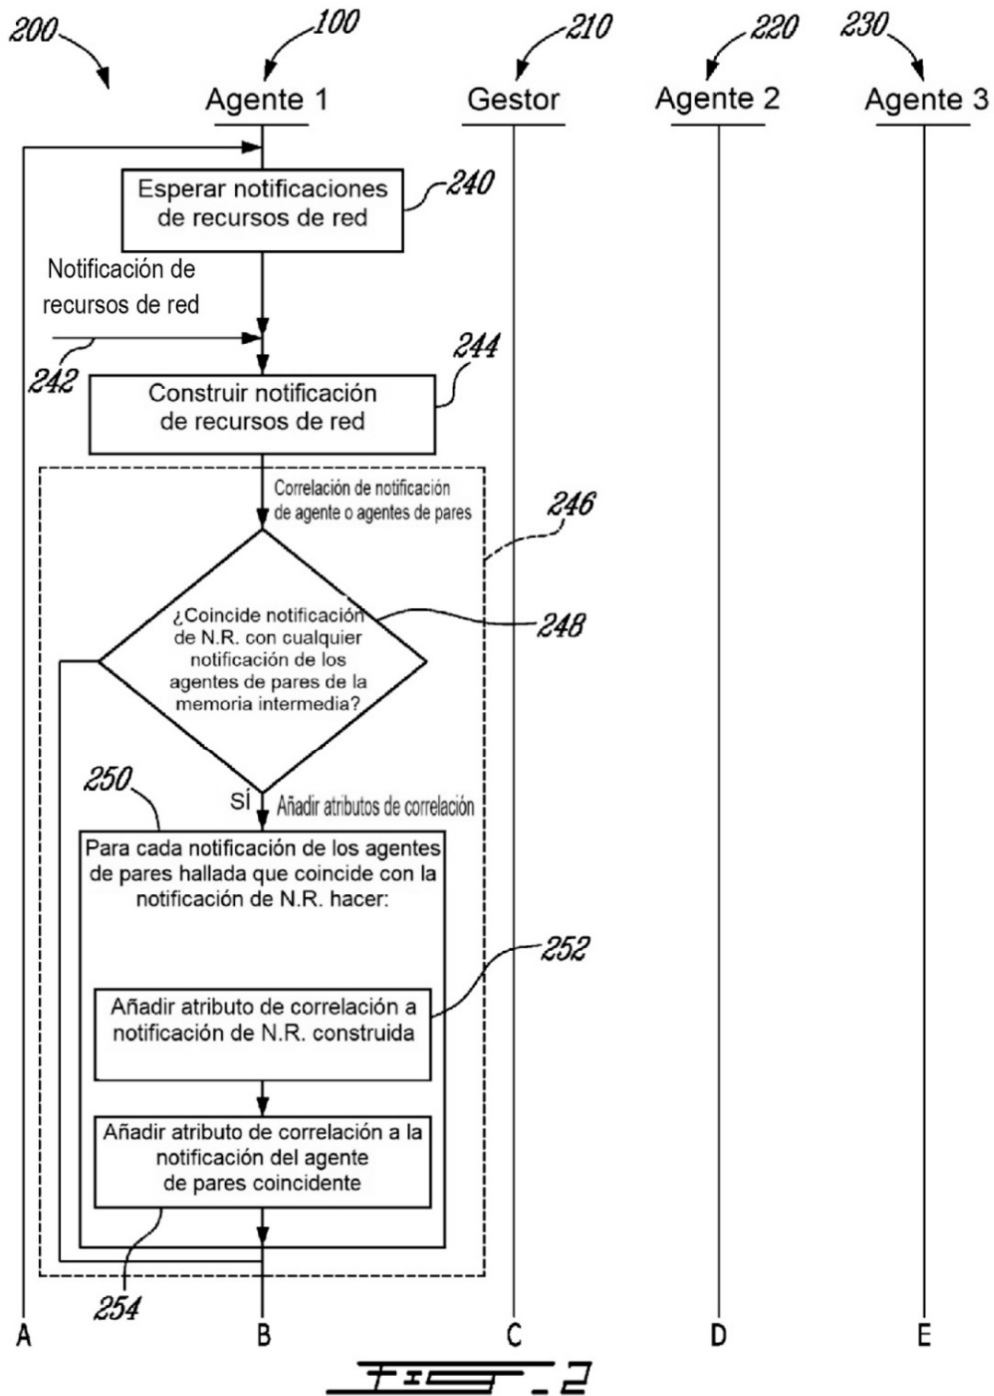 200
100
210
220
230
Agente 1
Gestor
Agente 2
Agente 3
Esperar notificaciones
de recursos de red
240
Notificación de
recursos de red
242
244
Construir notificación
de recursos de red
Correlación de notificación
de agente o agentes de pares
246
¿Coincide notificación
de N.R. con cualquier
notificación de los
agentes de pares de la
memoria intermedia?
248
250
SÍ
Añadir atributos de correlación
Para cada notificación de los agentes
de pares hallada que coincide con la
notificación de N.R. hacer:
252
Añadir atributo de correlación a
notificación de N.R. construida
Añadir atributo de correlación a la
notificación del agente
de pares coincidente
254
A
B
C
D
E
FIG - 2